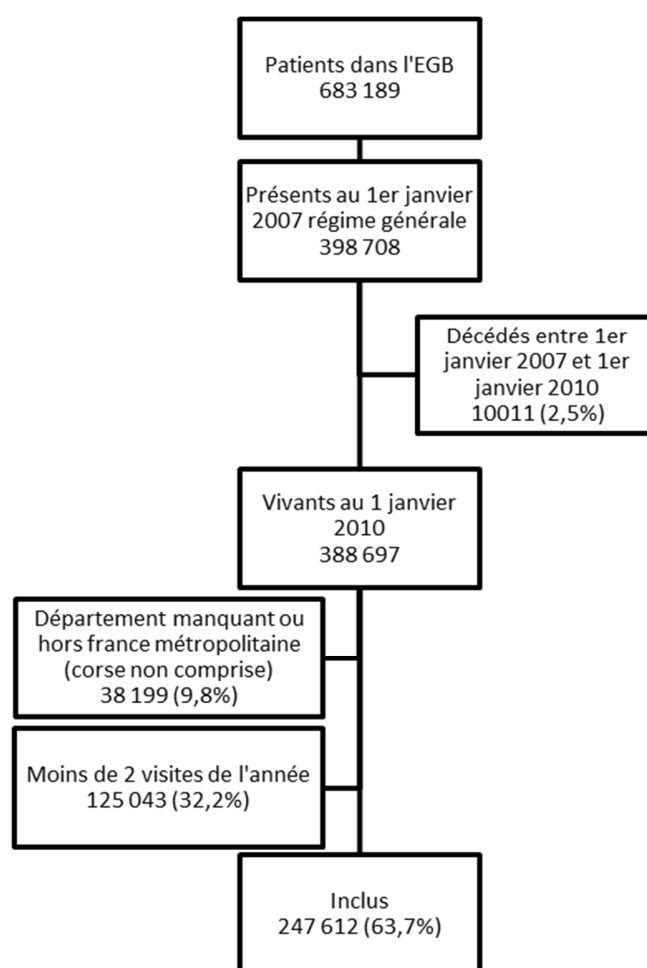 Patients dans l'EGB
683 189
Présents au 1er janvier
2007 régime générale
398 708
Décédés entre 1er
janvier 2007 et 1er
janvier 2010
10011 (2,5%)
Vivants au 1 janvier
2010
388 697
Département manquant ou
hors france métropolitaine
(corse non comprise)
38 199 (9,8%)
Moins de 2 visites de l'année
125 043 (32,2%)
Inclus
247 612 (63,7%)